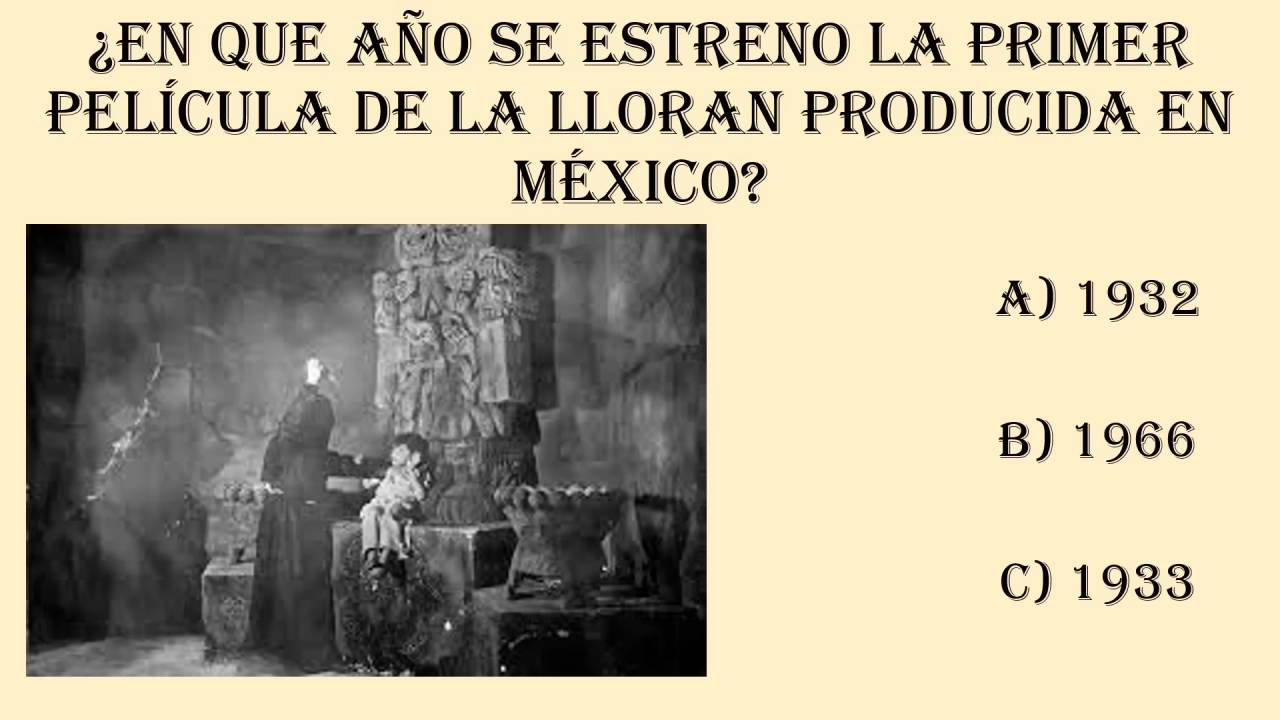 ¿EN QUE AÑO SE ESTRENO LA PRIMER
PELÍCULA DE LA LLORAN PRODUCIDA EN
MÉXICO?
A) 1932
B) 1966
C) 1933